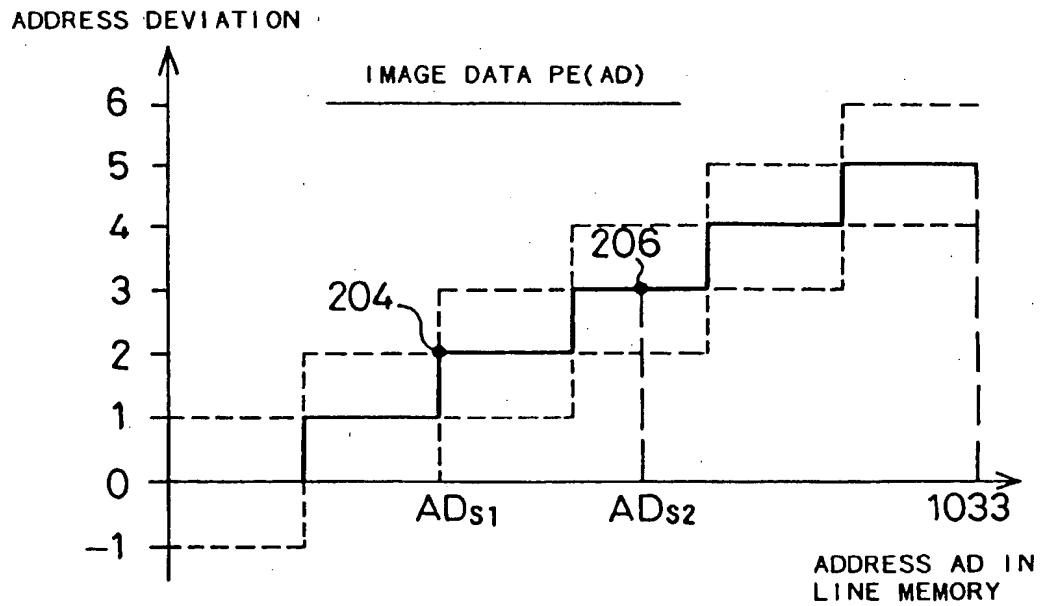 ADDRESS DEVIATION
IMAGE DATA PE(AD)
6
5
4
206
3
204
2
1
0
ADS1 ADS2 1033
-1
ADDRESS AD IN
LINE MEMORY